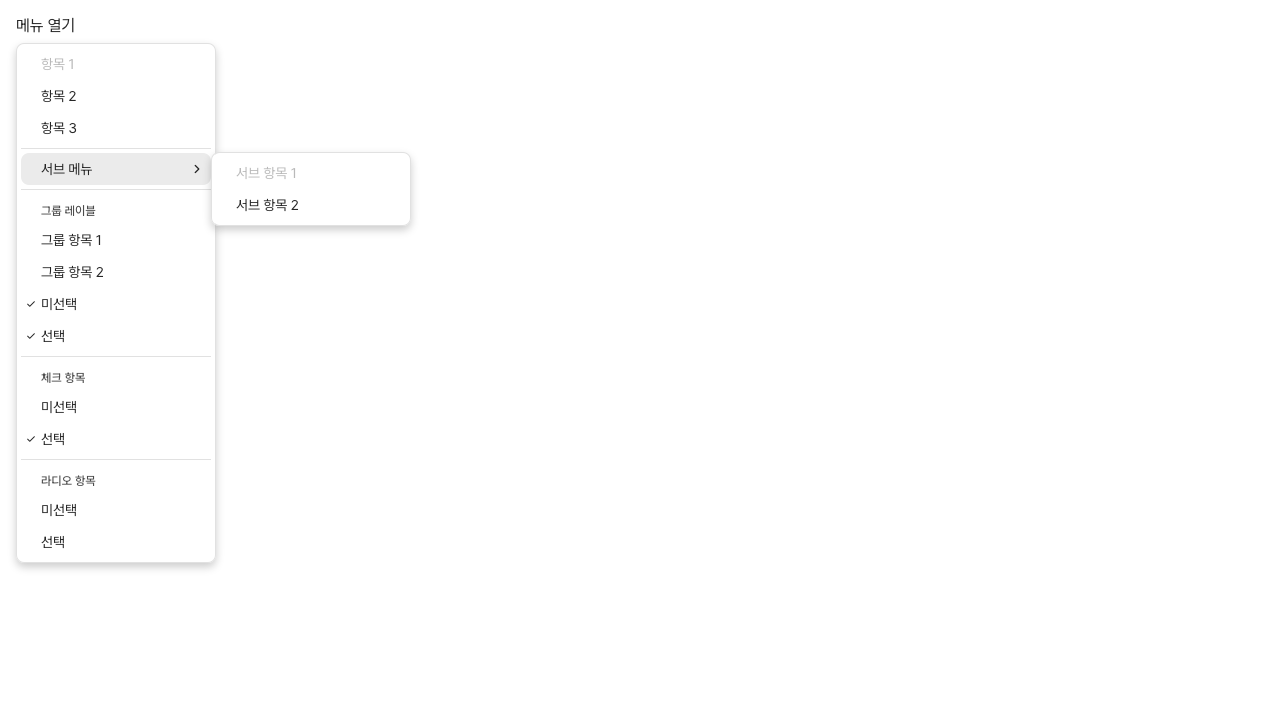 메뉴 열기
항목 1
항목 2
항목 3
서브 메뉴
서브 항목 1
서브 항목 2
그룹 레이블
그룹 항목 1
그룹 항목 2
미선택
선택
체크 항목
미선택
선택
라디오 항목
미선택
선택